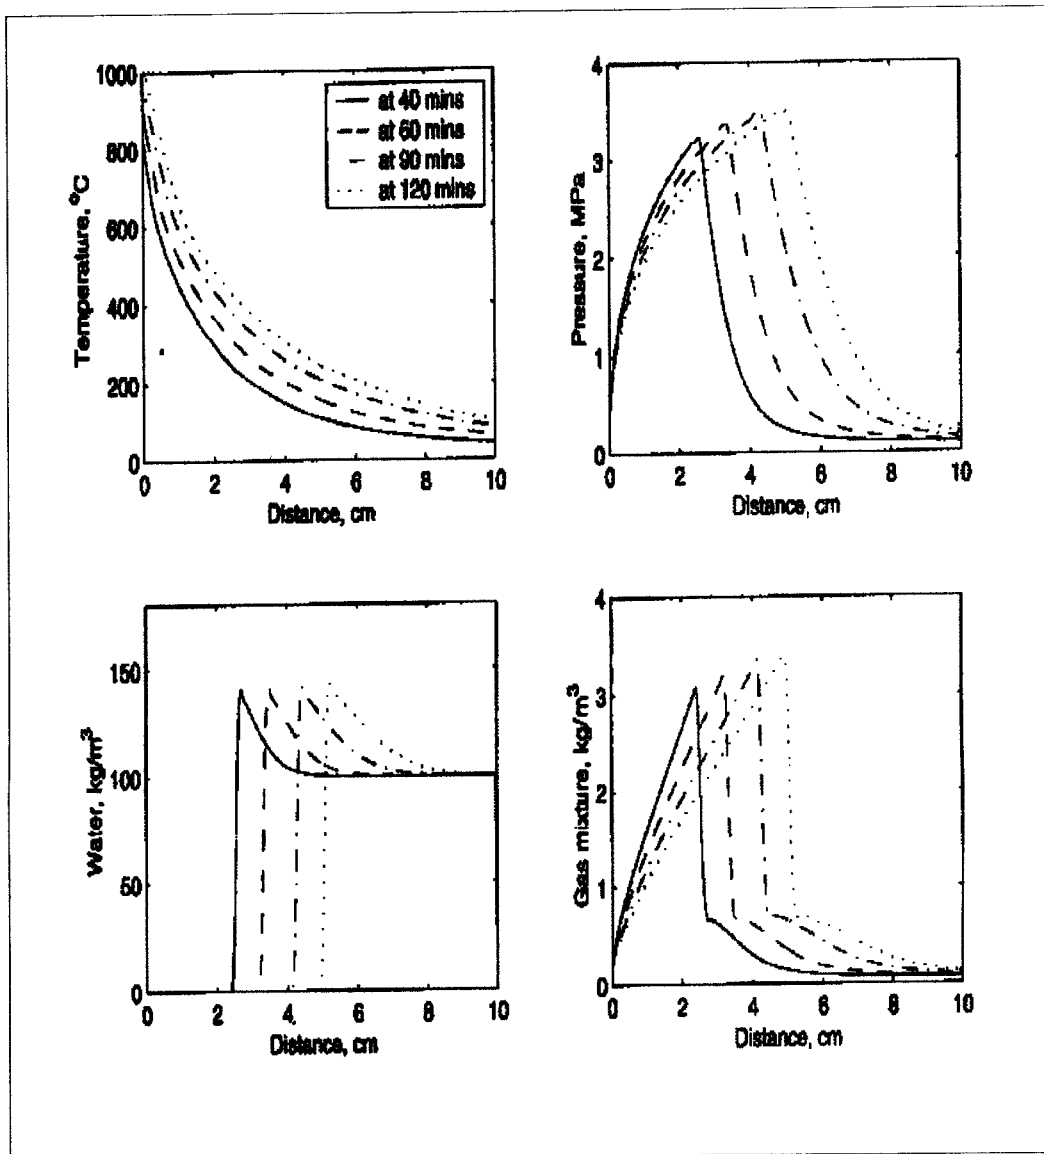 1000
800
600
400
200
0
Temperature, °C
at 40 mins
at 60 mins
at 90 mins
at 120 mins
0 2 4 6 8 10
Distance, cm
4
3
2
1
0
Pressure, MPa
0 2 4 6 8 10
Distance, cm
150
100
50
0
Water, kg/m³
0 2 4 6 8 10
Distance, cm
4
3
2
1
0
Gas mixture, kg/m³
0 2 4 6 8 10
Distance, cm